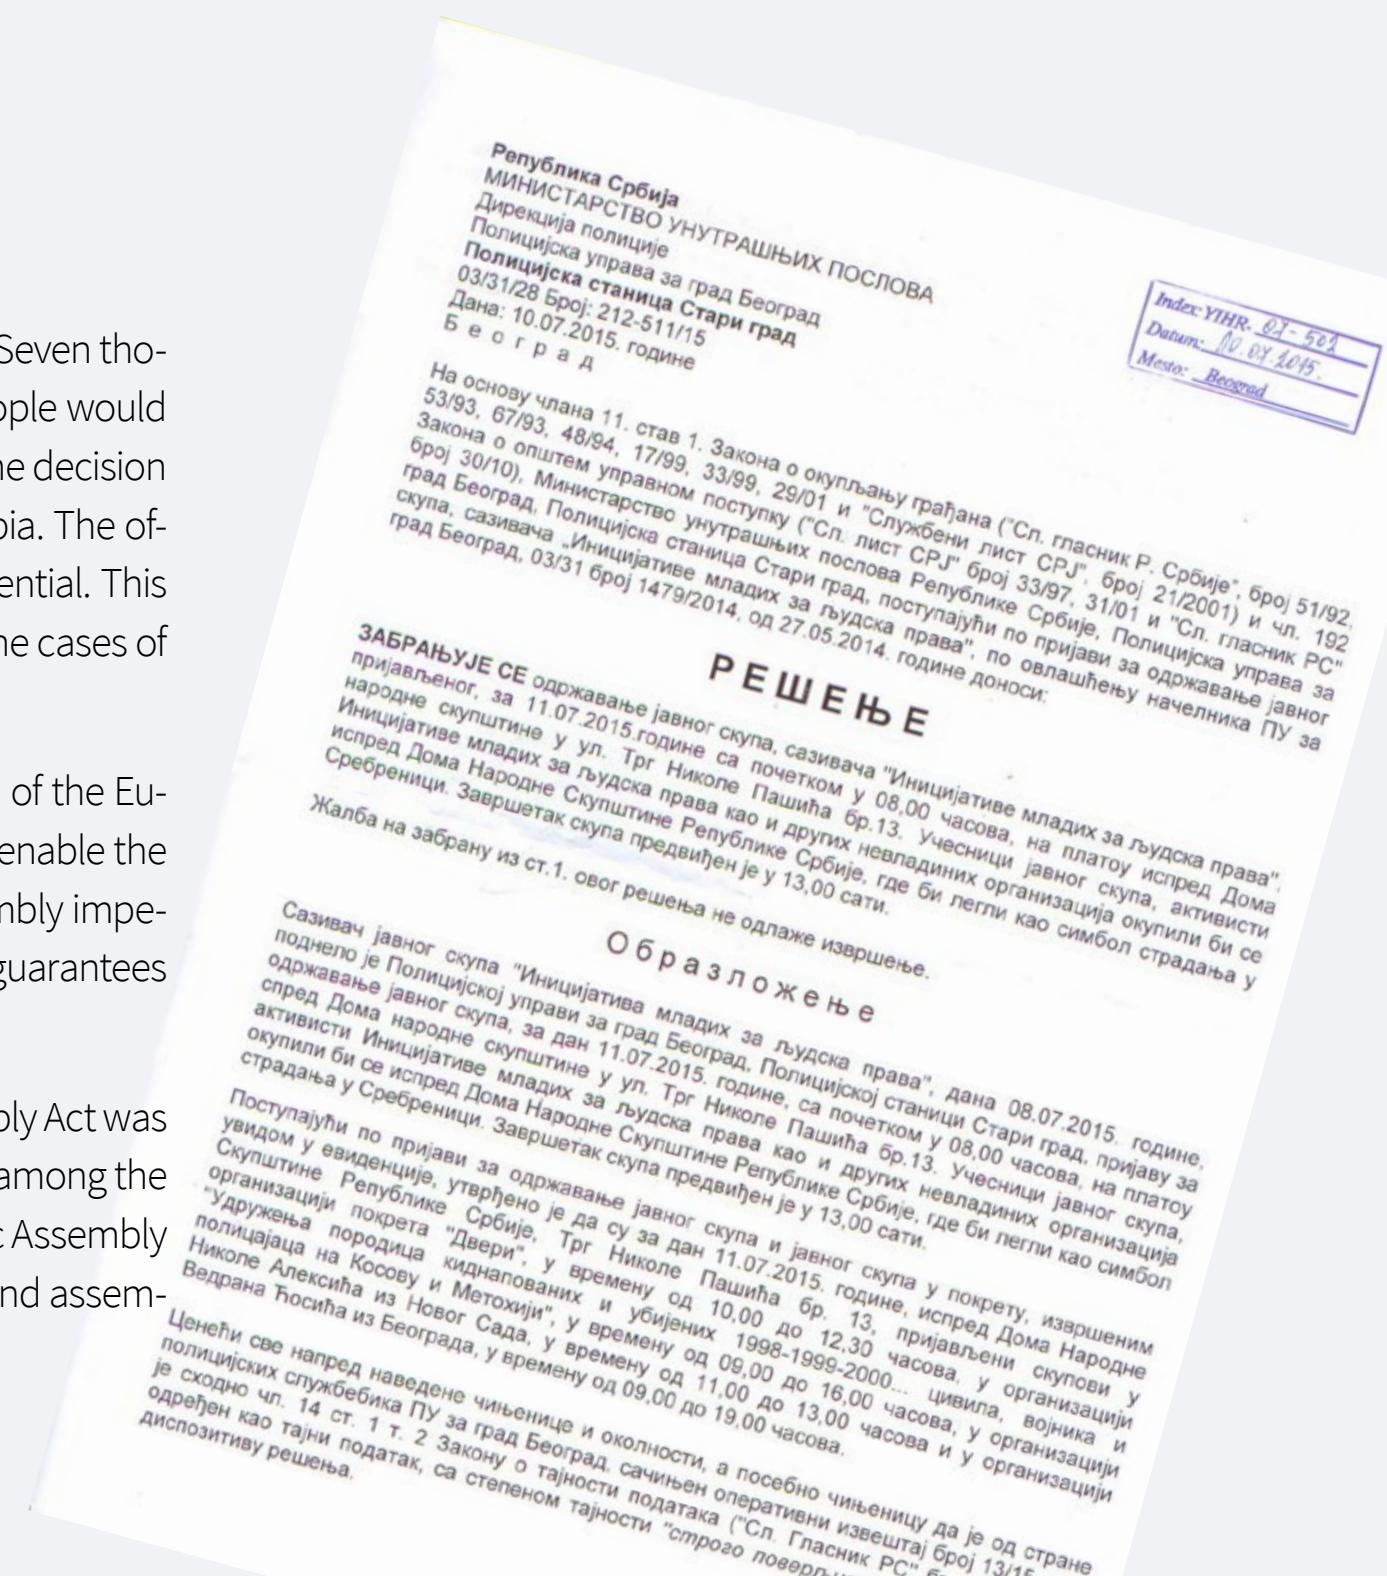 Seven tho-
ople would
ne decision
bia. The of-
ential. This
ne cases of
of the Eu-
enable the
mbly impe-
guarantees
bly Act was
among the
c Assembly
nd assem-
Република Србија
МИНИСТАРСТВО УНУТРАШЊИХ ПОСЛОВА
Дирекција полиције
Полицијска управа за град Београд
Полицијска станица Стари град
03/31/28 Број: 212-511/15
Дана: 10.07.2015. године
Б е о г р а д
Index: YIHR- 07-502
Datum: 10.07.2015.
Mesto: Beograd
На основу члана 11. став 1. Закона о окупљању грађана ("Сл. гласник Р. Србије", број 51/92,
53/93, 67/93, 48/94, 17/99, 33/99, 29/01 и "Службени лист СРЈ", број 21/2001) и чл. 192
Закона о општем управном поступку ("Сл. лист СРЈ" број 33/97, 31/01 и "Сл. гласник РС"
број 30/10), Министарство унутрашњих послова Републике Србије, Полицијска управа за
град Београд, Полицијска станица Стари град, поступајући по пријави за одржавање јавног
скупа, сазивача „Иницијативе младих за људска права", по овлашћењу начелника ПУ за
град Београд, 03/31 број 1479/2014, од 27.05.2014. године доноси:
Р Е Ш Е Њ Е
ЗАБРАЊУЈЕ СЕ одржавање јавног скупа, сазивача "Иницијативе младих за људска права",
пријављеног, за 11.07.2015.године са почетком у 08,00 часова, на платоу испред Дома
народне скупштине у ул. Трг Николе Пашића бр.13. Учесници јавног скупа, активисти
Иницијативе младих за људска права као и других невладиних организација окупили би се
испред Дома Народне Скупштине Републике Србије, где би легли као симбол страдања у
Сребреници. Завршетак скупа предвиђен је у 13,00 сати.
Жалба на забрану из ст.1. овог решења не одлаже извршење.
О б р а з л о ж е њ е
Сазивач јавног скупа "Иницијатива младих за људска права", дана 08.07.2015. године,
поднело је Полицијској управи за град Београд, Полицијској станици Стари град, пријаву за
одржавање јавног скупа, за дан 11.07.2015. године, са почетком у 08,00 часова, на платоу
спред Дома народне скупштине у ул. Трг Николе Пашића бр.13. Учесници јавног скупа,
активисти Иницијативе младих за људска права као и других невладиних организација
окупили би се испред Дома Народне Скупштине Републике Србије, где би легли као симбол
страдања у Сребреници. Завршетак скупа предвиђен је у 13,00 сати.
Поступајући по пријави за одржавање јавног скупа и јавног скупа у покрету, извршеним
увидом у евиденције, утврђено је да су за дан 11.07.2015. године, испред Дома Народне
Скупштине Републике Србије, Трг Николе Пашића бр. 13, пријављени скупови у
организацији покрета "Двери", у времену од 10,00 до 12,30 часова, у организацији
"Удружења породица киднапованих и убијених 1998-1999-2000... цивила, војника и
полицајаца на Косову и Метохији", у времену од 09,00 до 16,00 часова, у организацији
Николе Алексића из Новог Сада, у времену од 11,00 до 13,00 часова и у организацији
Ведрана Ћосића из Београда, у времену од 09,00 до 19,00 часова.
Ценећи све напред наведене чињенице и околности, а посебно чињеницу да је од стране
полицијских службебика ПУ за град Београд, сачињен оперативни извештај број 13/15
је сходно чл. 14 ст. 1 т. 2 Закону о тајности података ("Сл. Гласник РС"
одређен као тајни податак, са степеном тајности "строго
диспозитиву решења.